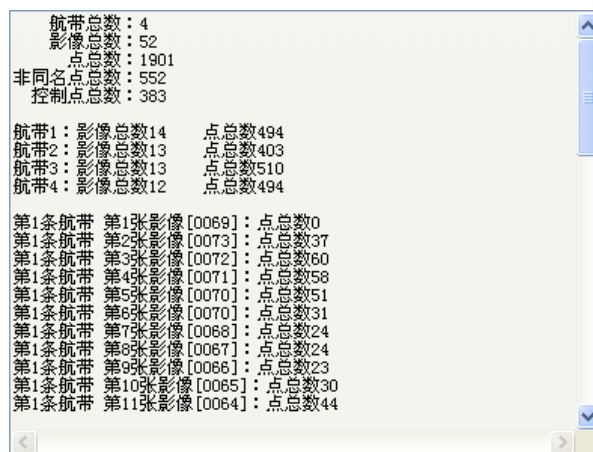 航带总数：4
影像总数：52
点总数：1901
非同名点总数：552
控制点总数：383
航带1：影像总数14 点总数494
航带2：影像总数13 点总数403
航带3：影像总数13 点总数510
航带4：影像总数12 点总数494
第1条航带 第1张影像[0069]：点总数0
第1条航带 第2张影像[0073]：点总数37
第1条航带 第3张影像[0072]：点总数60
第1条航带 第4张影像[0071]：点总数58
第1条航带 第5张影像[0070]：点总数51
第1条航带 第6张影像[0070]：点总数31
第1条航带 第7张影像[0068]：点总数24
第1条航带 第8张影像[0067]：点总数24
第1条航带 第9张影像[0066]：点总数23
第1条航带 第10张影像[0065]：点总数30
第1条航带 第11张影像[0064]：点总数44